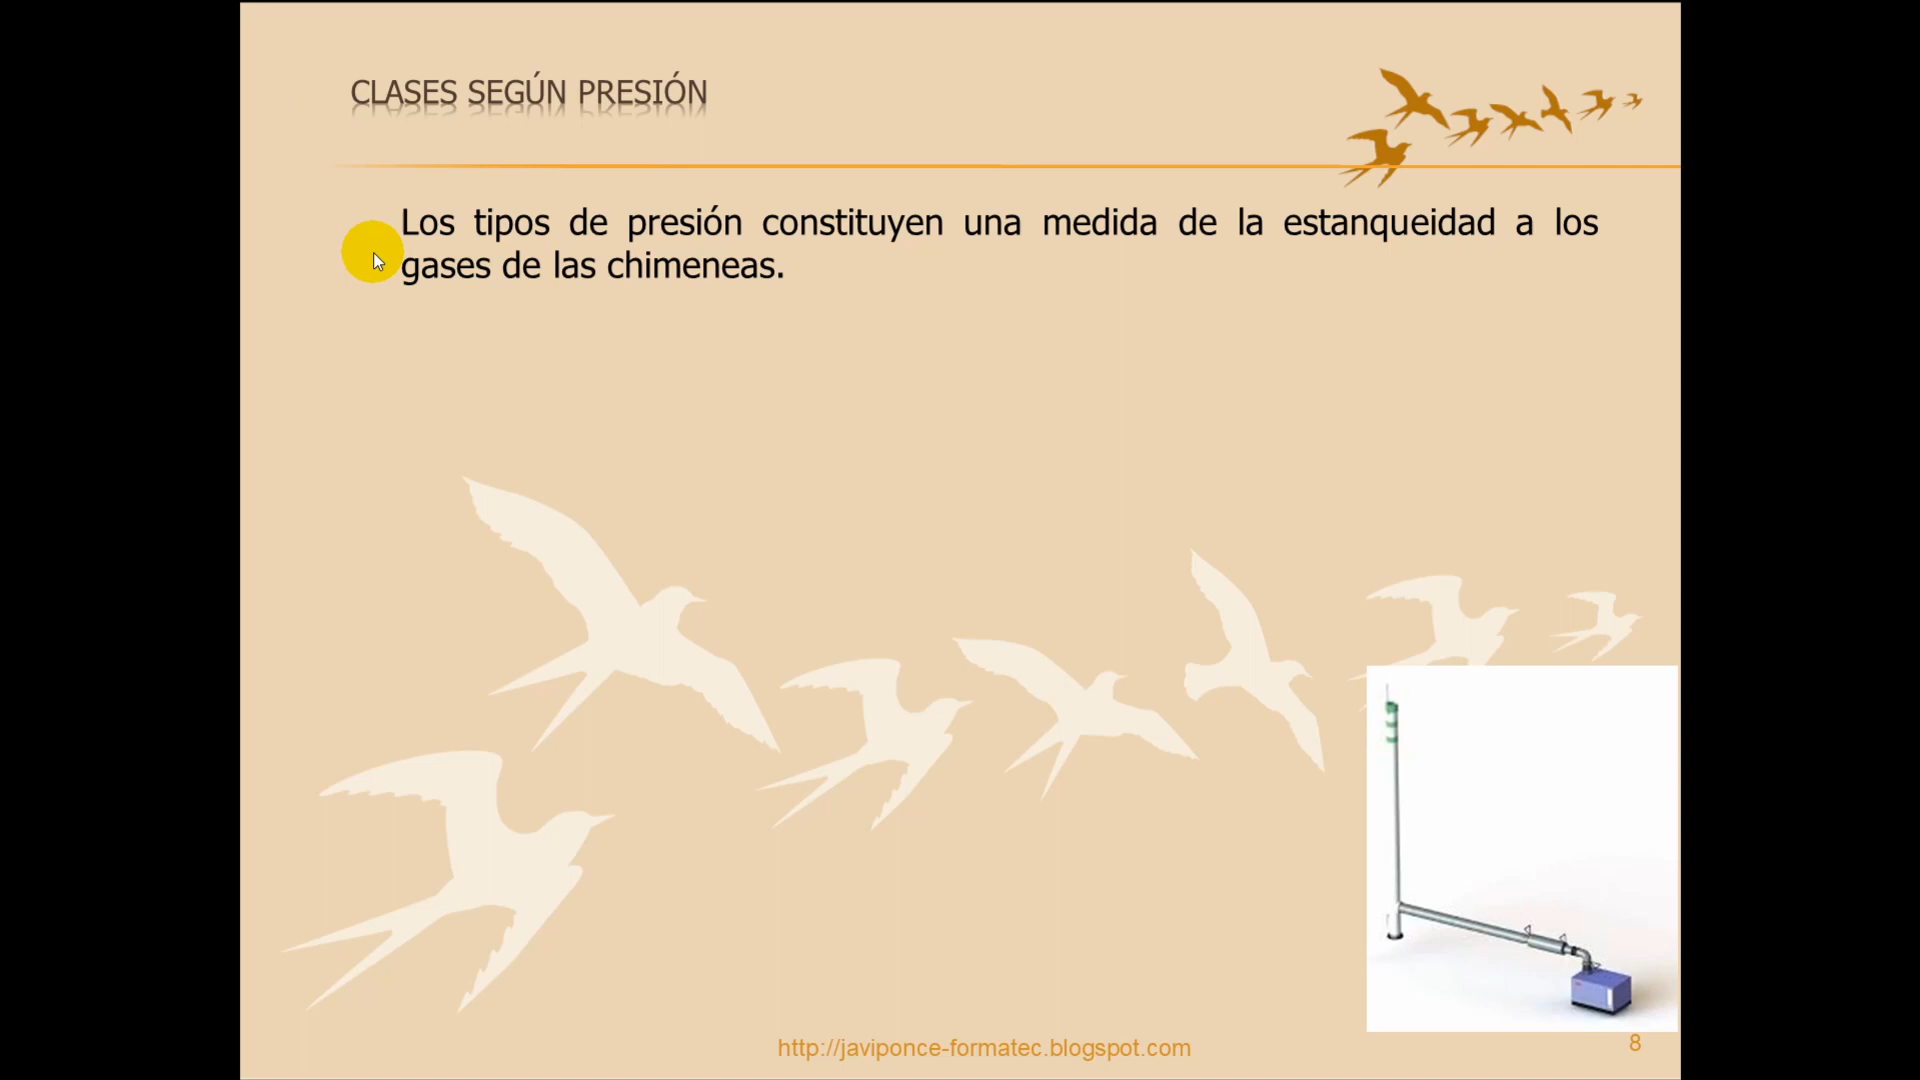 CLASES SEGÚN PRESIÓN
Los tipos de presión constituyen una medida de la estanqueidad a los
gases de las chimeneas.
http://javiponce-formatec.blogspot.com
8